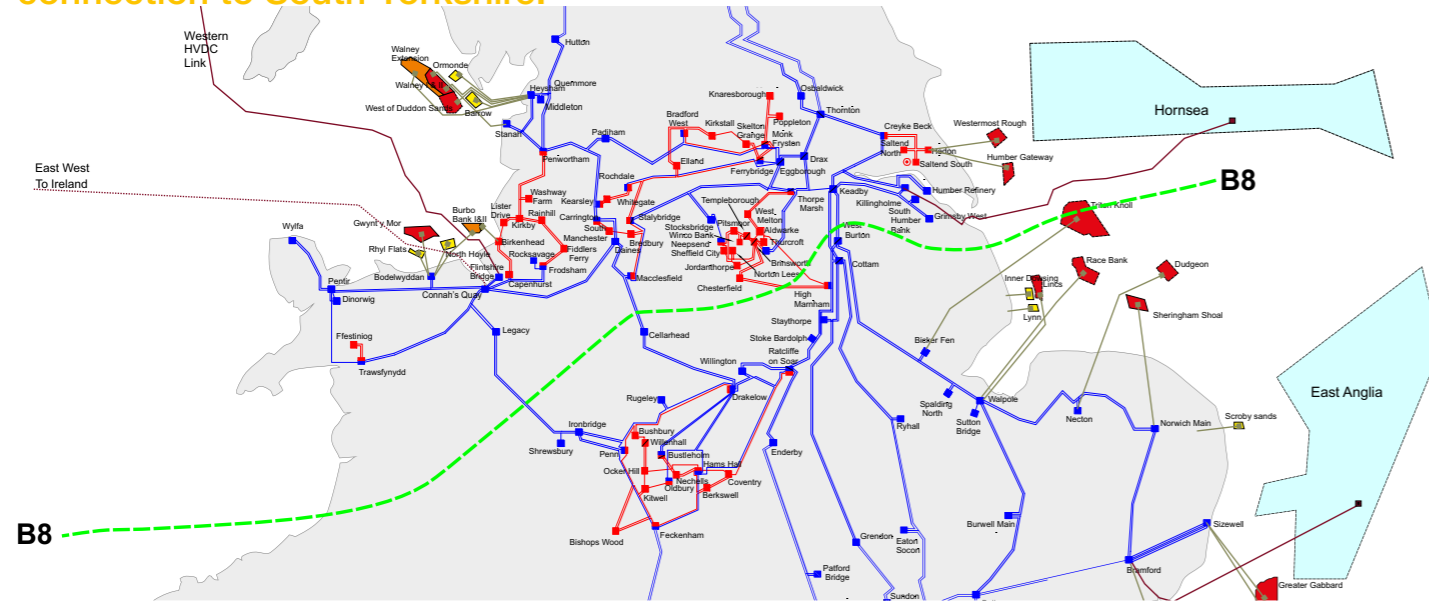 connection to South Yorkshire.
Western
HVDC
Link
Walney
Extension
Ormonde
Walney I & II
West of Duddon Sands
Barrow
Hutton
Quernmore
Heysham
Middleton
Stanah
Padiham
Penwortham
Bradford
West
Kirkstall
Knaresborough
Skelton
Grange
Poppleton
Monk
Fryston
Osbaldwick
Thornton
Creyke Beck
Saltend
North
Hedon
Saltend South
Westermost Rough
Humber Gateway
Hornsea
B8
East West
To Ireland
Elland
Ferrybridge
Eggborough
Drax
Rochdale
Washway
Farm
Kearsley
Whitegate
Lister
Drive
Rainhill
Kirkby
Carrington
South
Manchester
Stalybridge
Bredbury
Daines
Templeborough
West
Melton
Thorpe
Marsh
Keadby
Killingholme
Humber Refinery
South
Humber
Bank
Grimsby West
Triton Knoll
Pitsmoor
Aldwarke
Stocksbridge
Winco Bank
Neepsend
Sheffield City
Thurcroft
Brinsworth
Jordanthorpe
Norton Lees
Chesterfield
High
Marnham
West
Burton
Cottam
Wylfa
Gwynt y Mor
Burbo
Bank I&II
Rhyl Flats
North Hoyle
Birkenhead
Rocksavage
Fiddlers
Ferry
Frodsham
Flintshire
Bridge
Bodelwyddan
Capenhurst
Connah's Quay
Macclesfield
Pentir
Dinorwig
Legacy
Ffestiniog
Trawsfynydd
Cellarhead
Staythorpe
Stoke Bardolph
Ratcliffe
on Soar
Willington
Race Bank
Dudgeon
Inner Dowsing
Lincs
Lynn
Sheringham Shoal
Bicker Fen
Rugeley
Drakelow
Walpole
Spalding
North
Sutton
Bridge
Necton
Norwich Main
Scroby sands
East Anglia
Ironbridge
Shrewsbury
Penn
Bushbury
Willenhall
Bustleholm
Ocker Hill
Nechells
Hams Hall
Oldbury
Coventry
Kitwell
Berkswell
Enderby
Ryhall
Bishops Wood
Feckenham
B8
Patford
Bridge
Grendon
Eaton
Socon
Burwell Main
Sizewell
Bramford
Sundon
Greater Gabbard